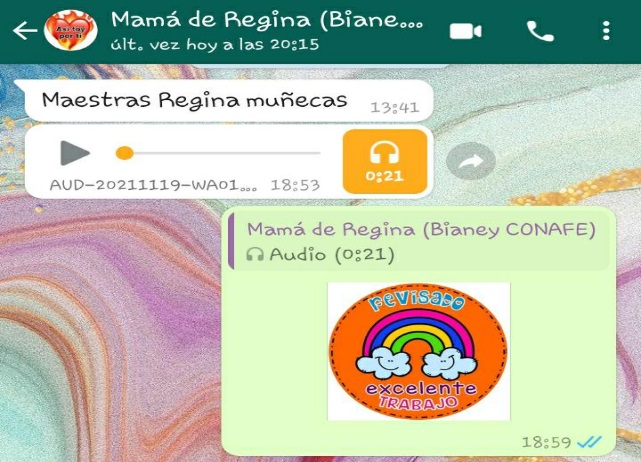 Mamá de Regina (Biane...
últ. vez hoy a las 20:15
Maestras Regina muñecas 13:41
0:21
AUD-20211119-WA01... 18:53
Mamá de Regina (Bianey CONAFE)
Audio (0:21)
REVISADO
excelente
TRABAJO
18:59